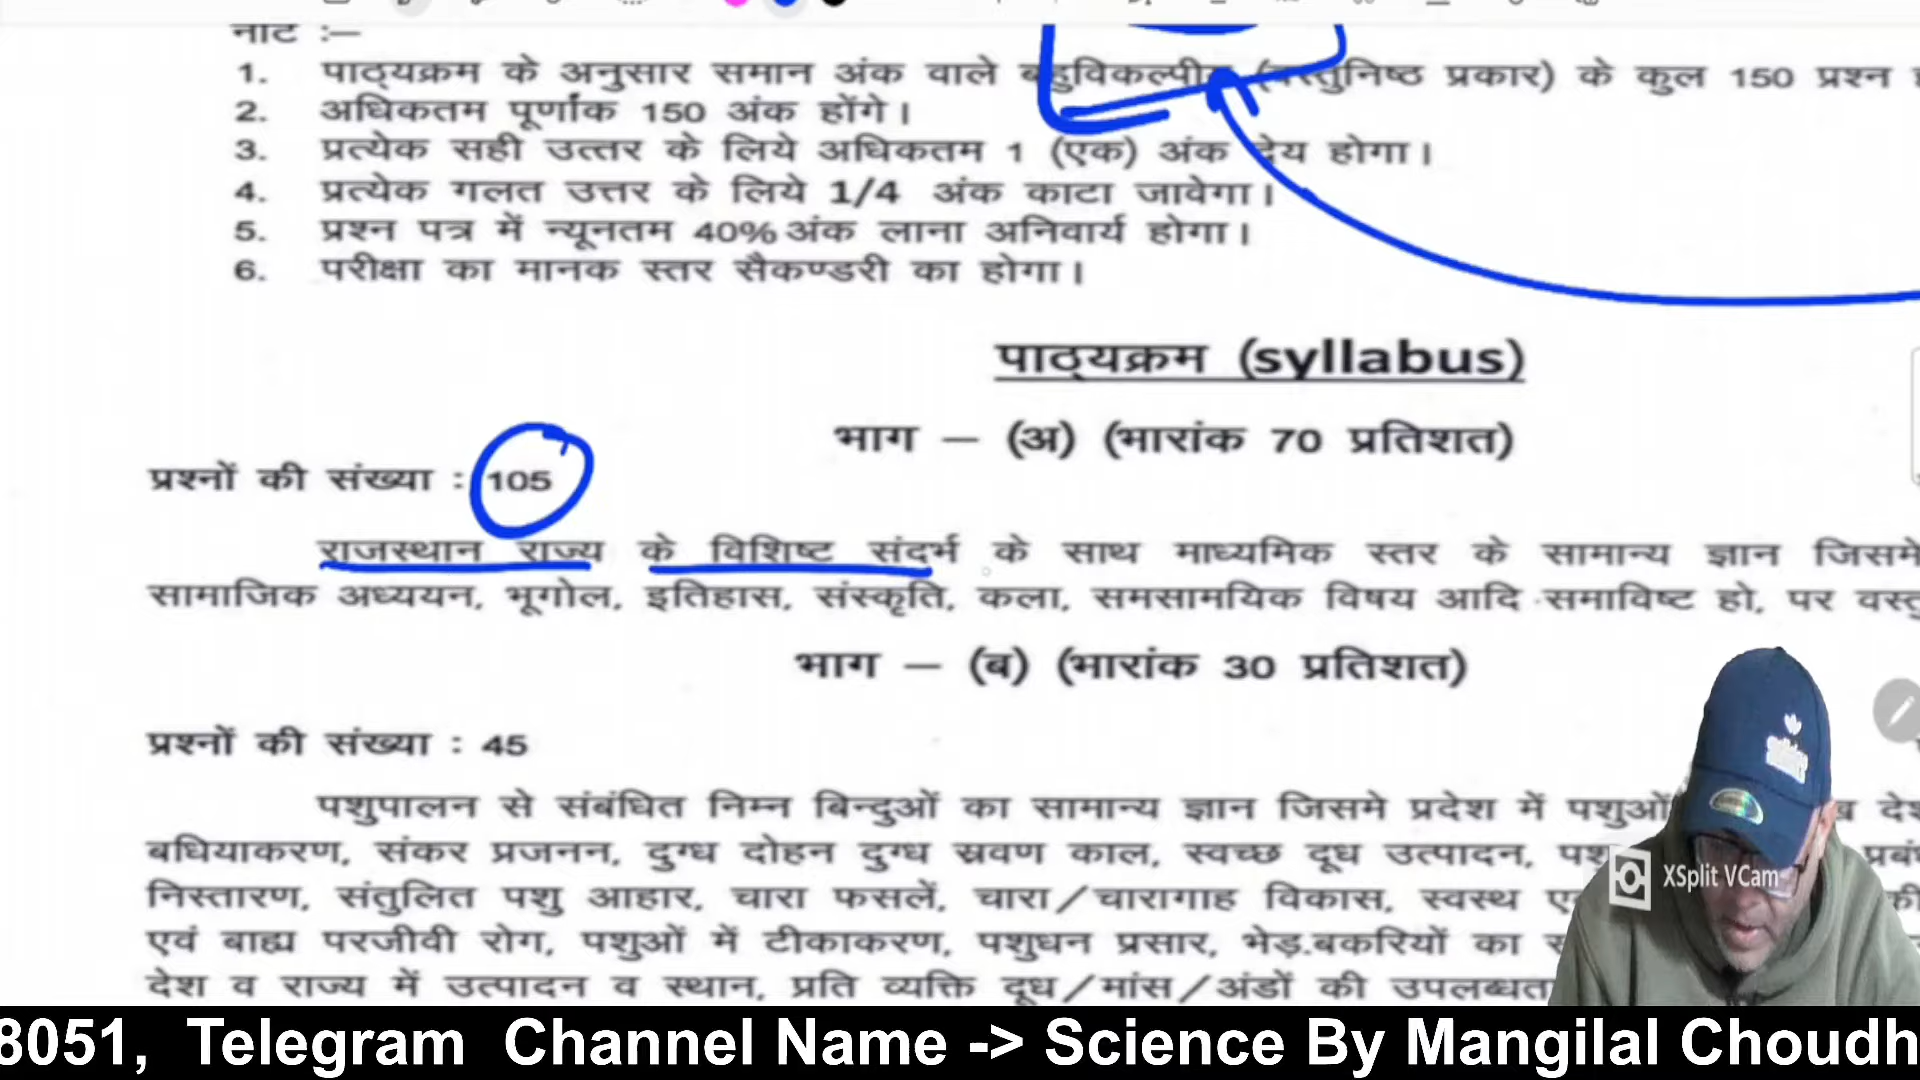 नोट :—
1. पाठ्यक्रम के अनुसार समान अंक वाले बहुविकल्पीय (वस्तुनिष्ठ प्रकार) के कुल 150 प्रश्न
2. अधिकतम पूर्णांक 150 अंक होंगे।
3. प्रत्येक सही उत्तर के लिये अधिकतम 1 (एक) अंक देय होगा।
4. प्रत्येक गलत उत्तर के लिये 1/4 अंक काटा जावेगा।
5. प्रश्न पत्र में न्यूनतम 40% अंक लाना अनिवार्य होगा।
6. परीक्षा का मानक स्तर सैकण्डरी का होगा।
पाठ्यक्रम (syllabus)
भाग — (अ) (भारांक 70 प्रतिशत)
प्रश्नों की संख्या : 105
राजस्थान राज्य के विशिष्ट संदर्भ के साथ माध्यमिक स्तर के सामान्य ज्ञान जिसमे
सामाजिक अध्ययन, भूगोल, इतिहास, संस्कृति, कला, समसामयिक विषय आदि समाविष्ट हो, पर
भाग — (ब) (भारांक 30 प्रतिशत)
प्रश्नों की संख्या : 45
पशुपालन से संबंधित निम्न बिन्दुओं का सामान्य ज्ञान जिसमे प्रदेश में पशुओं
बधियाकरण, संकर प्रजनन, दुग्ध दोहन दुग्ध स्रवण काल, स्वच्छ दूध उत्पादन,
निस्तारण, संतुलित पशु आहार, चारा फसलें, चारा/चारागाह विकास, स्वस्थ
एवं बाह्य परजीवी रोग, पशुओं में टीकाकरण, पशुधन प्रसार, भेड़.बकरियों का
देश व राज्य में उत्पादन व स्थान, प्रति व्यक्ति दूध/मांस/अंडों की उपलब्धता
XSplit VCam
8051, Telegram Channel Name -> Science By Mangilal Choudh